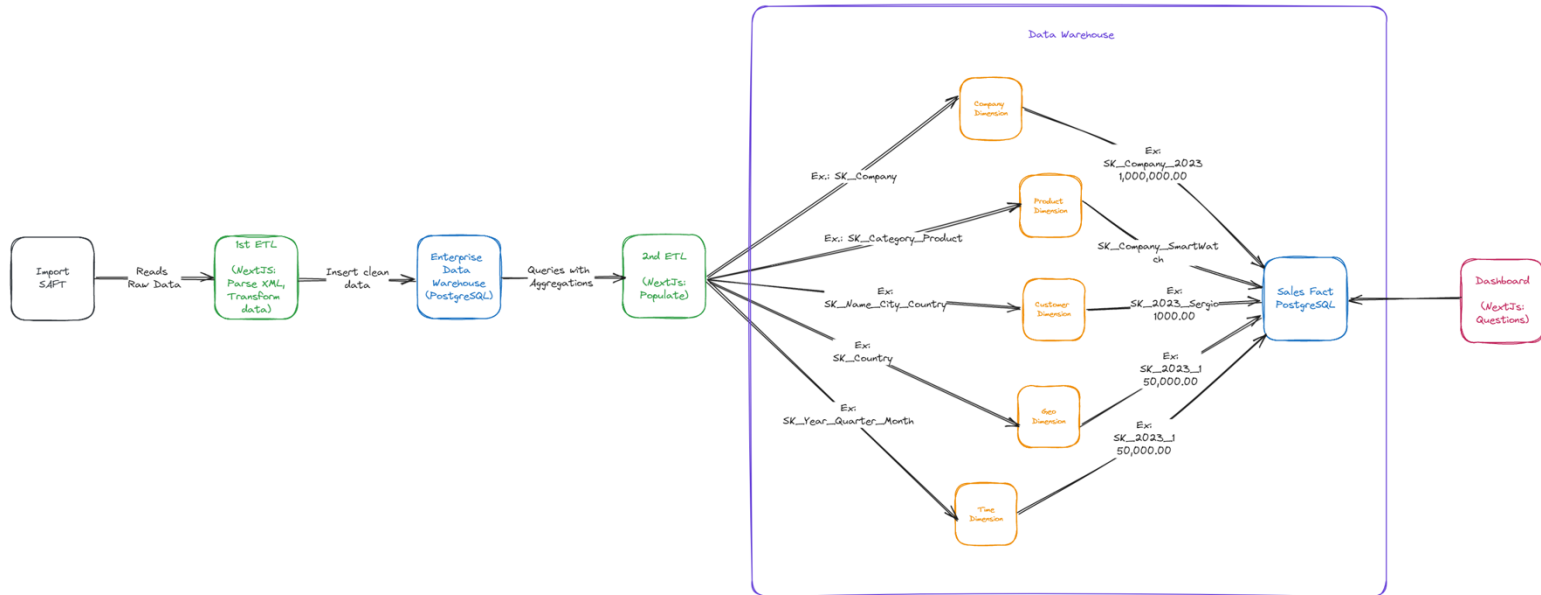 Data Warehouse
Import
SAFT
Reads
Raw Data
1st ETL
(NextJS:
Parse XML,
Transform
data)
Insert clean
data
Enterprise
Data
Warehouse
(PostgreSQL)
Queries with
Aggregations
2nd ETL
(NextJs:
Populate)
Ex.: SK_Company
Ex.: SK_Category_Product
Ex:
SK_Name_City_Country
Ex:
SK_Country
Ex:
SK_Year_Quarter_Month
Company
Dimension
Product
Dimension
Customer
Dimension
Geo
Dimension
Time
Dimension
Ex:
SK_Company_2023
1,000,000.00
SK_Company_SmartWat
ch
Ex:
SK_2023_Sergio
1000.00
Ex:
SK_2023_1
50,000.00
Ex:
SK_2023_1
50,000.00
Sales Fact
PostgreSQL
Dashboard
(NextJs:
Questions)